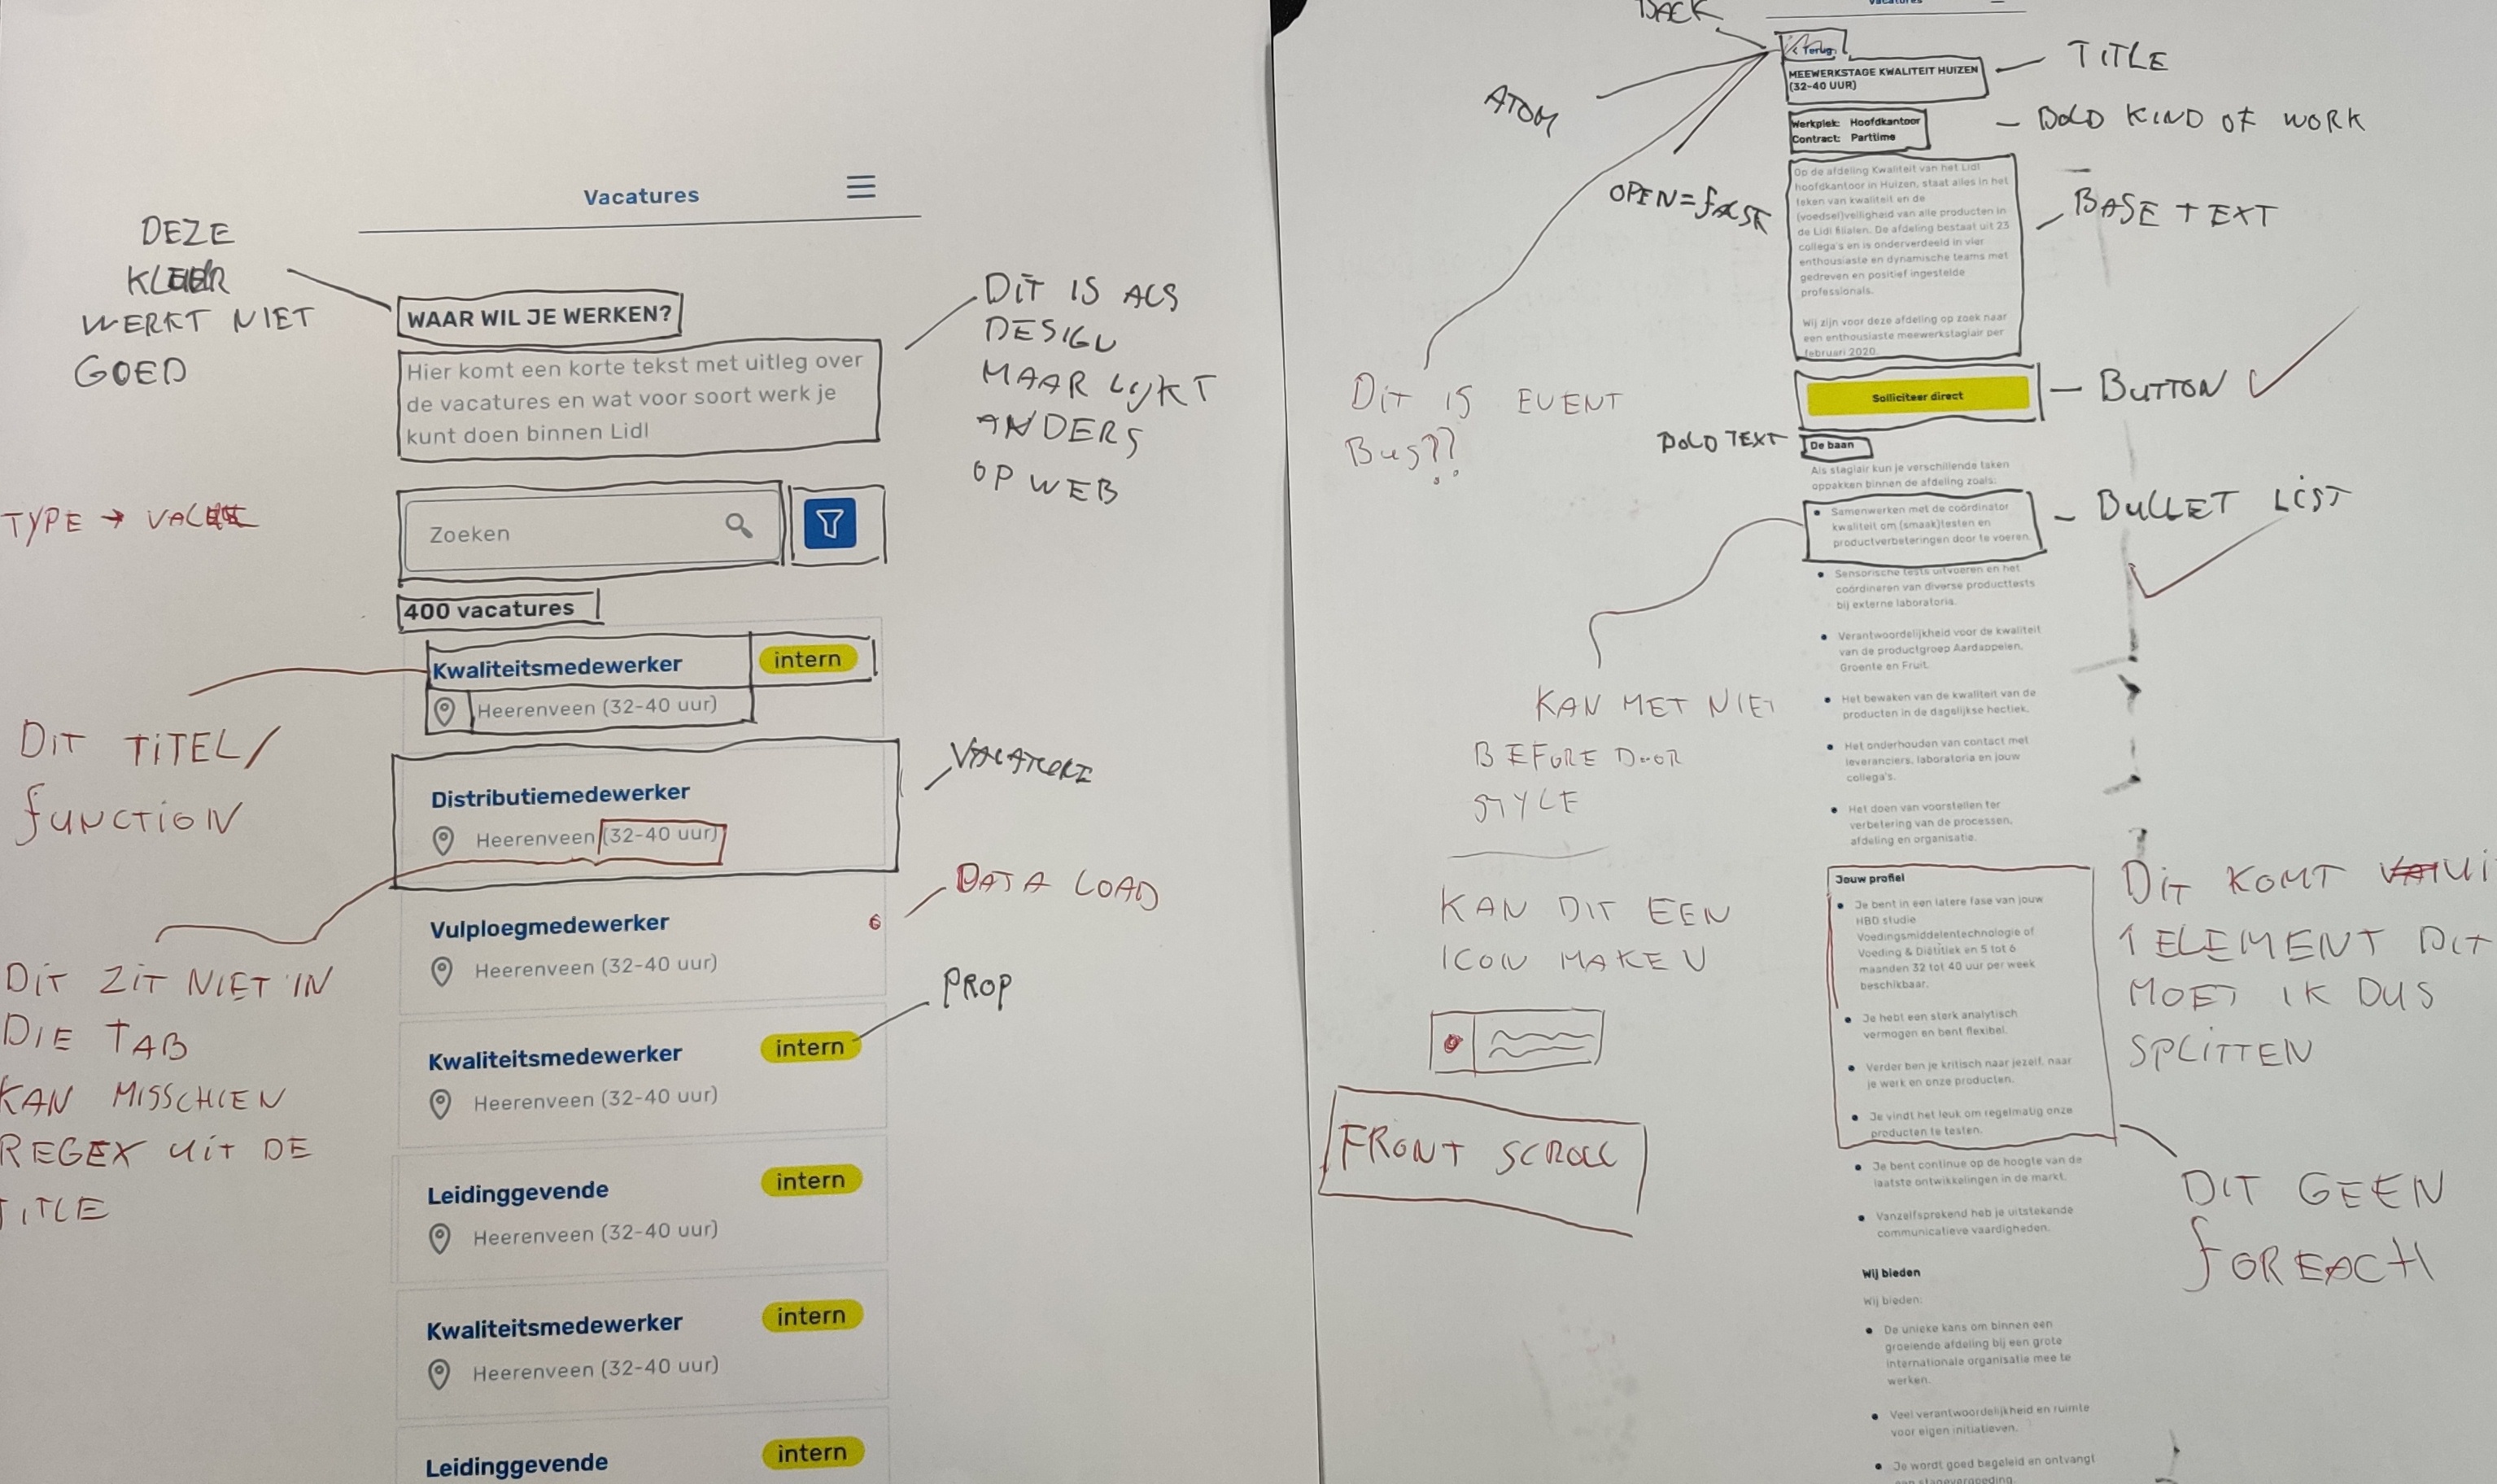 Vacatures
DEZE
KLEUR
WERKT NIET
GOED
WAAR WIL JE WERKEN?
Hier komt een korte tekst met uitleg over
de vacatures en wat voor soort werk je
kunt doen binnen Lidl
DIT IS ALS
DESIGN
MAAR LIJKT
ANDERS
OP WEB
TYPE →
Zoeken
400 vacatures
Kwaliteitsmedewerker
intern
Heerenveen (32-40 uur)
DIT TITEL/
FUNCTION
Distributiemedewerker
Heerenveen (32-40 uur)
VACATURE
DATA LOAD
Vulploegmedewerker
Heerenveen (32-40 uur)
DIT ZIT NIET IN
DIE TAB
KAN MISSCHIEN
REGEX UIT DE
TITLE
PROP
Kwaliteitsmedewerker
intern
Heerenveen (32-40 uur)
Leidinggevende
intern
Heerenveen (32-40 uur)
Kwaliteitsmedewerker
intern
Heerenveen (32-40 uur)
Leidinggevende
intern
Vacatures
BACK
< Terug
ATOM
OPEN=FALSE
DIT IS EVENT
BUS??
MEEWERKSTAGE KWALITEIT HUIZEN
(32-40 UUR)
TITLE
Werkplek: Hoofdkantoor
Contract: Parttime
BOLD KIND OF WORK
Op de afdeling Kwaliteit van het Lidl
hoofdkantoor in Huizen, staat alles in het
teken van kwaliteit en de
(voedsel)veiligheid van alle producten in
de Lidl filialen. De afdeling bestaat uit 23
collega's en is onderverdeeld in vier
enthousiaste en dynamische teams met
gedreven en positief ingestelde
professionals.
Wij zijn voor deze afdeling op zoek naar
een enthousiaste meewerkstagiair per
februari 2020.
BASE TEXT
Solliciteer direct
BUTTON ✓
BOLD TEXT
De baan
Als stagiair kun je verschillende taken
oppakken binnen de afdeling zoals:
• Samenwerken met de coördinator
kwaliteit om (smaak)testen en
productverbeteringen door te voeren.
BULLET LIST
• Sensorische tests uitvoeren en het
coördineren van diverse producttests
bij externe laboratoria.
• Verantwoordelijkheid voor de kwaliteit
van de productgroep Aardappelen,
Groente en Fruit.
• Het bewaken van de kwaliteit van de
producten in de dagelijkse hectiek.
• Het onderhouden van contact met
leveranciers, laboratoria en jouw
collega's.
• Het doen van voorstellen ter
verbetering van de processen,
afdeling en organisatie.
KAN MET NIET
BEFORE DOOR
STYLE
KAN DIT EEN
ICON MAKEN
FRONT SCROLL
Jouw profiel
• Je bent in een latere fase van jouw
HBO studie
Voedingsmiddelentechnologie of
Voeding & Diëtitiek en 5 tot 6
maanden 32 tot 40 uur per week
beschikbaar.
• Je hebt een sterk analytisch
vermogen en bent flexibel.
• Verder ben je kritisch naar jezelf, naar
je werk en onze producten.
• Je vindt het leuk om regelmatig onze
producten te testen.
• Je bent continue op de hoogte van de
laatste ontwikkelingen in de markt.
• Vanzelfsprekend heb je uitstekende
communicatieve vaardigheden.
DIT KOMT UI
1 ELEMENT DIT
MOET IK DUS
SPLITTEN
DIT GEEN
FOREACH
Wij bieden
Wij bieden:
• De unieke kans om binnen een
groeiende afdeling bij een grote
internationale organisatie mee te
werken.
• Veel verantwoordelijkheid en ruimte
voor eigen initiatieven.
• Je wordt goed begeleid en ontvangt
een stagevergoeding.